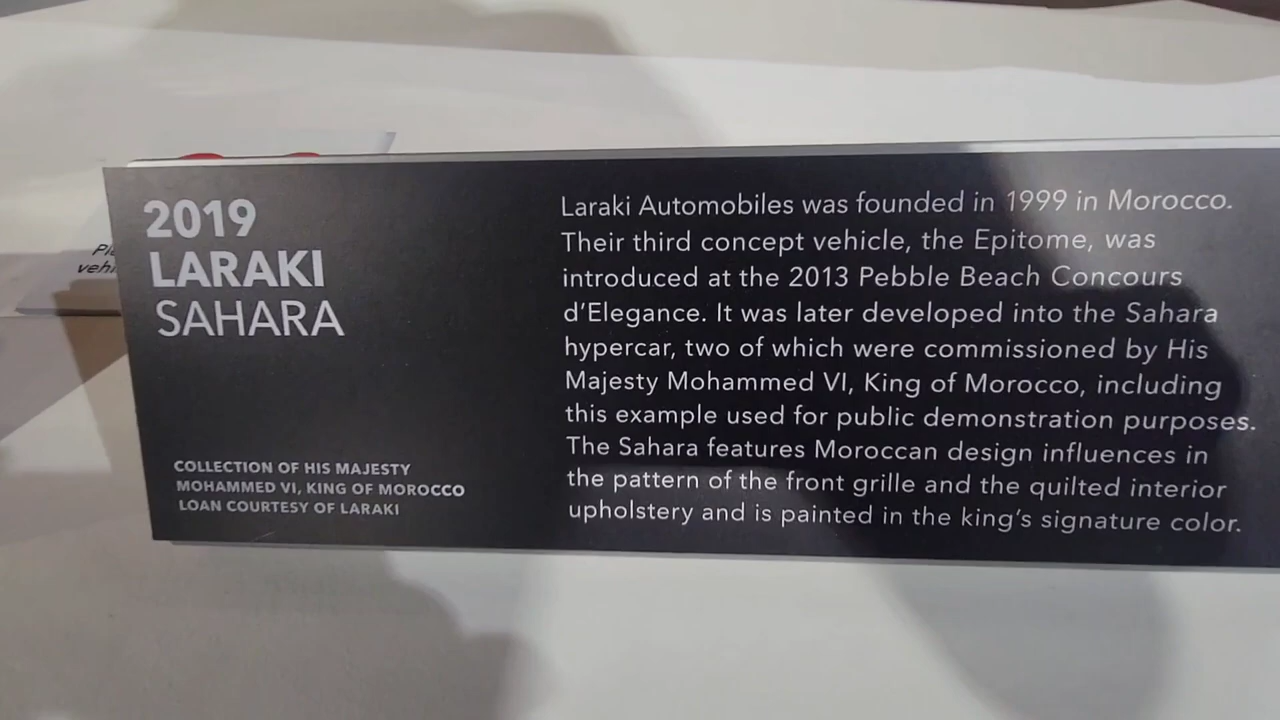 2019
LARAKI
SAHARA
COLLECTION OF HIS MAJESTY
MOHAMMED VI, KING OF MOROCCO
LOAN COURTESY OF LARAKI
Laraki Automobiles was founded in 1999 in Morocco.
Their third concept vehicle, the Epitome, was
introduced at the 2013 Pebble Beach Concours
d'Elegance. It was later developed into the Sahara
hypercar, two of which were commissioned by His
Majesty Mohammed VI, King of Morocco, including
this example used for public demonstration purposes.
The Sahara features Moroccan design influences in
the pattern of the front grille and the quilted interior
upholstery and is painted in the king's signature color.